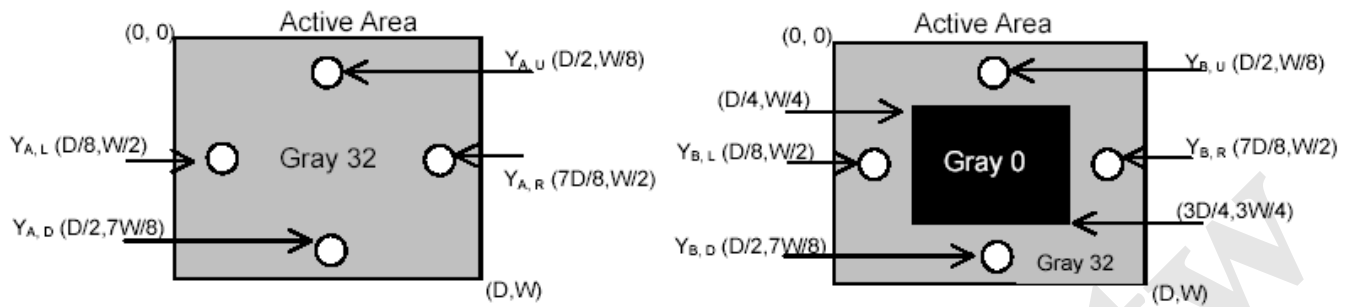 Active Area
(0, 0)
YA, U (D/2,W/8)
YA, L (D/8,W/2)
Gray 32
YA, R (7D/8,W/2)
YA, D (D/2,7W/8)
(D,W)
Active Area
(0, 0)
YB, U (D/2,W/8)
(D/4,W/4)
YB, L (D/8,W/2)
Gray 0
YB, R (7D/8,W/2)
(3D/4,3W/4)
YB, D (D/2,7W/8)
Gray 32
(D,W)